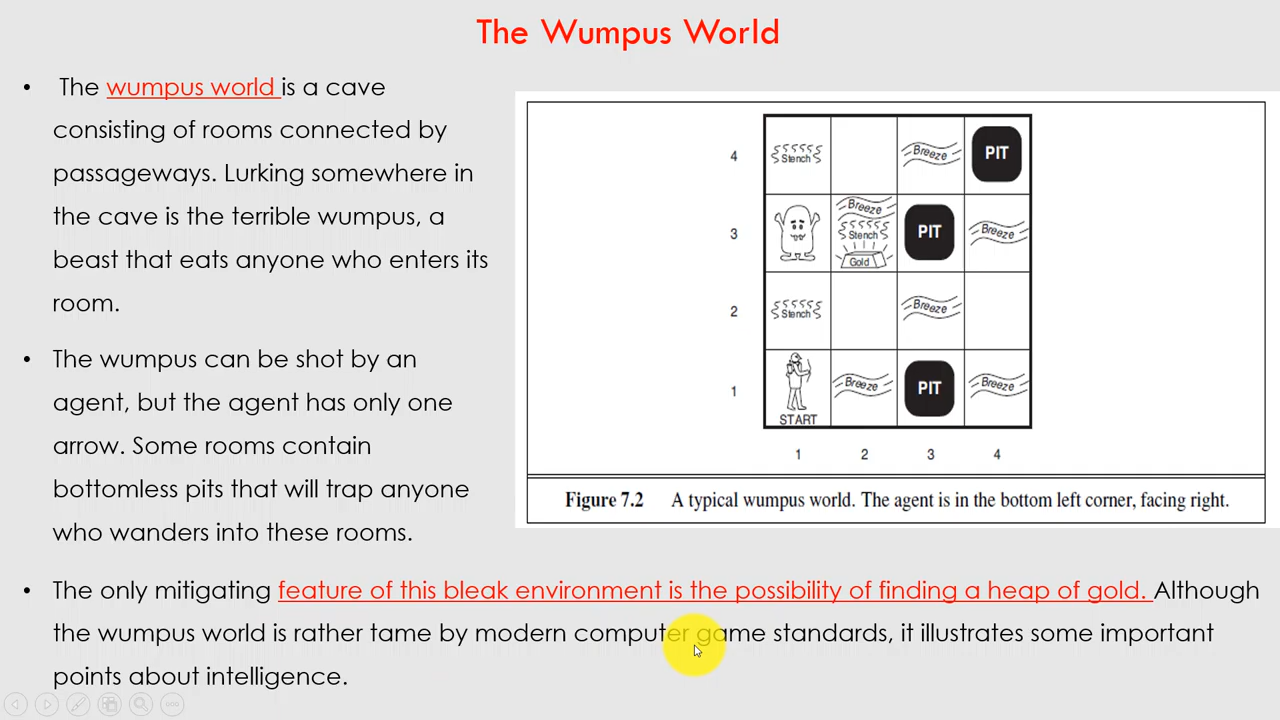 The Wumpus World
• The wumpus world is a cave
consisting of rooms connected by
passageways. Lurking somewhere in
the cave is the terrible wumpus, a
beast that eats anyone who enters its
room.
• The wumpus can be shot by an
agent, but the agent has only one
arrow. Some rooms contain
bottomless pits that will trap anyone
who wanders into these rooms.
4 Stench Breeze PIT
Breeze
3 Stench PIT Breeze
Gold
2 Stench Breeze
1 Breeze PIT Breeze
START
1 2 3 4
Figure 7.2 A typical wumpus world. The agent is in the bottom left corner, facing right.
• The only mitigating feature of this bleak environment is the possibility of finding a heap of gold. Although
the wumpus world is rather tame by modern computer game standards, it illustrates some important
points about intelligence.